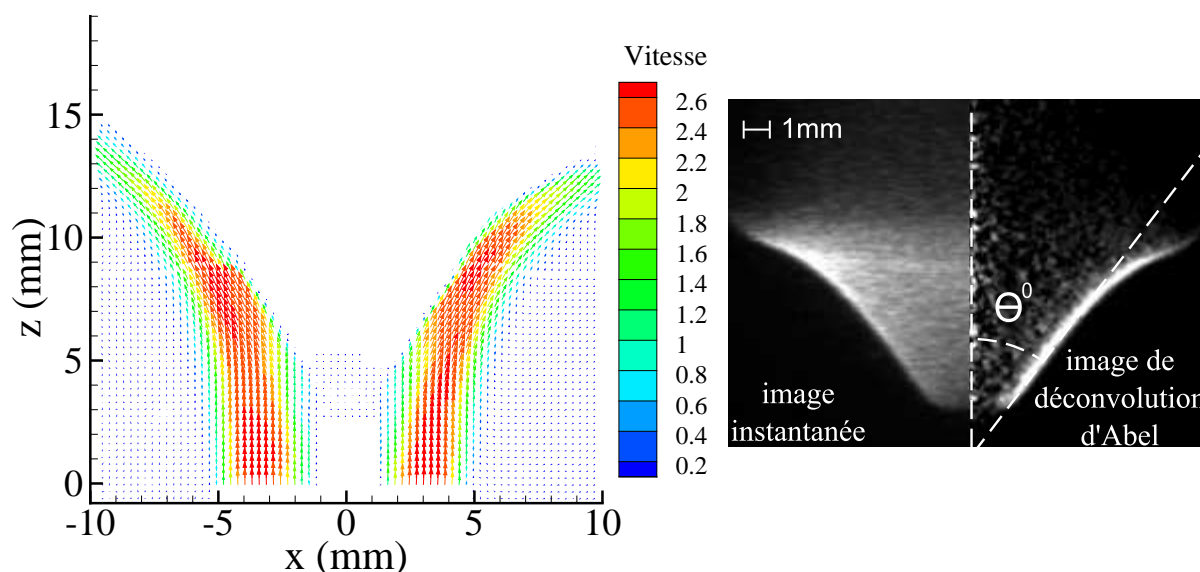 Vitesse
2.6
2.4
2.2
2
1.8
1.6
1.4
1.2
1
0.8
0.6
0.4
0.2
15
10
5
0
z (mm)
-10
-5
0
5
10
x (mm)
1mm
Θ⁰
image
instantanée
image de
déconvolution
d'Abel